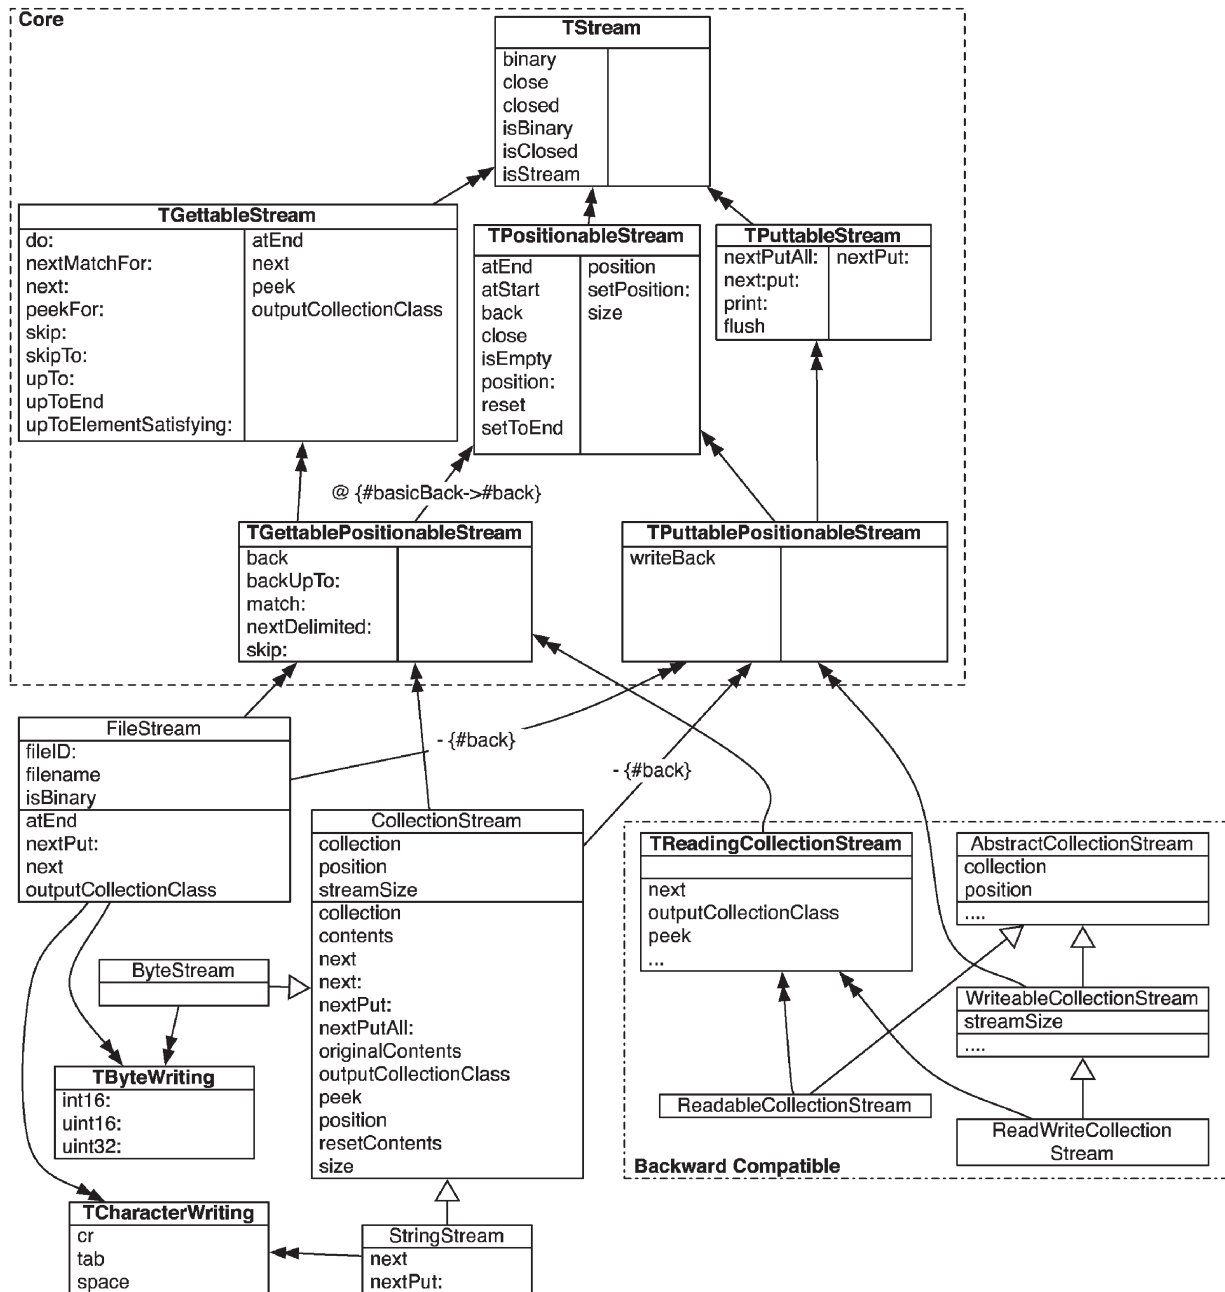 Core
TStream
binary
close
closed
isBinary
isClosed
isStream
TGettableStream
do:
nextMatchFor:
next:
peekFor:
skip:
skipTo:
upTo:
upToEnd
upToElementSatisfying:
atEnd
next
peek
outputCollectionClass
TPositionableStream
atEnd
atStart
back
close
isEmpty
position:
reset
setToEnd
position
setPosition:
size
TPuttableStream
nextPutAll:
next:put:
print:
flush
nextPut:
@ {#basicBack->#back}
TGettablePositionableStream
back
backUpTo:
match:
nextDelimited:
skip:
TPuttablePositionableStream
writeBack
FileStream
fileID:
filename
isBinary
atEnd
nextPut:
next
outputCollectionClass
- {#back}
- {#back}
CollectionStream
collection
position
streamSize
collection
contents
next
next:
nextPut:
nextPutAll:
originalContents
outputCollectionClass
peek
position
resetContents
size
TReadingCollectionStream
next
outputCollectionClass
peek
...
AbstractCollectionStream
collection
position
....
ByteStream
WriteableCollectionStream
streamSize
....
TByteWriting
int16:
uint16:
uint32:
ReadableCollectionStream
ReadWriteCollection
Stream
Backward Compatible
TCharacterWriting
cr
tab
space
StringStream
next
nextPut: